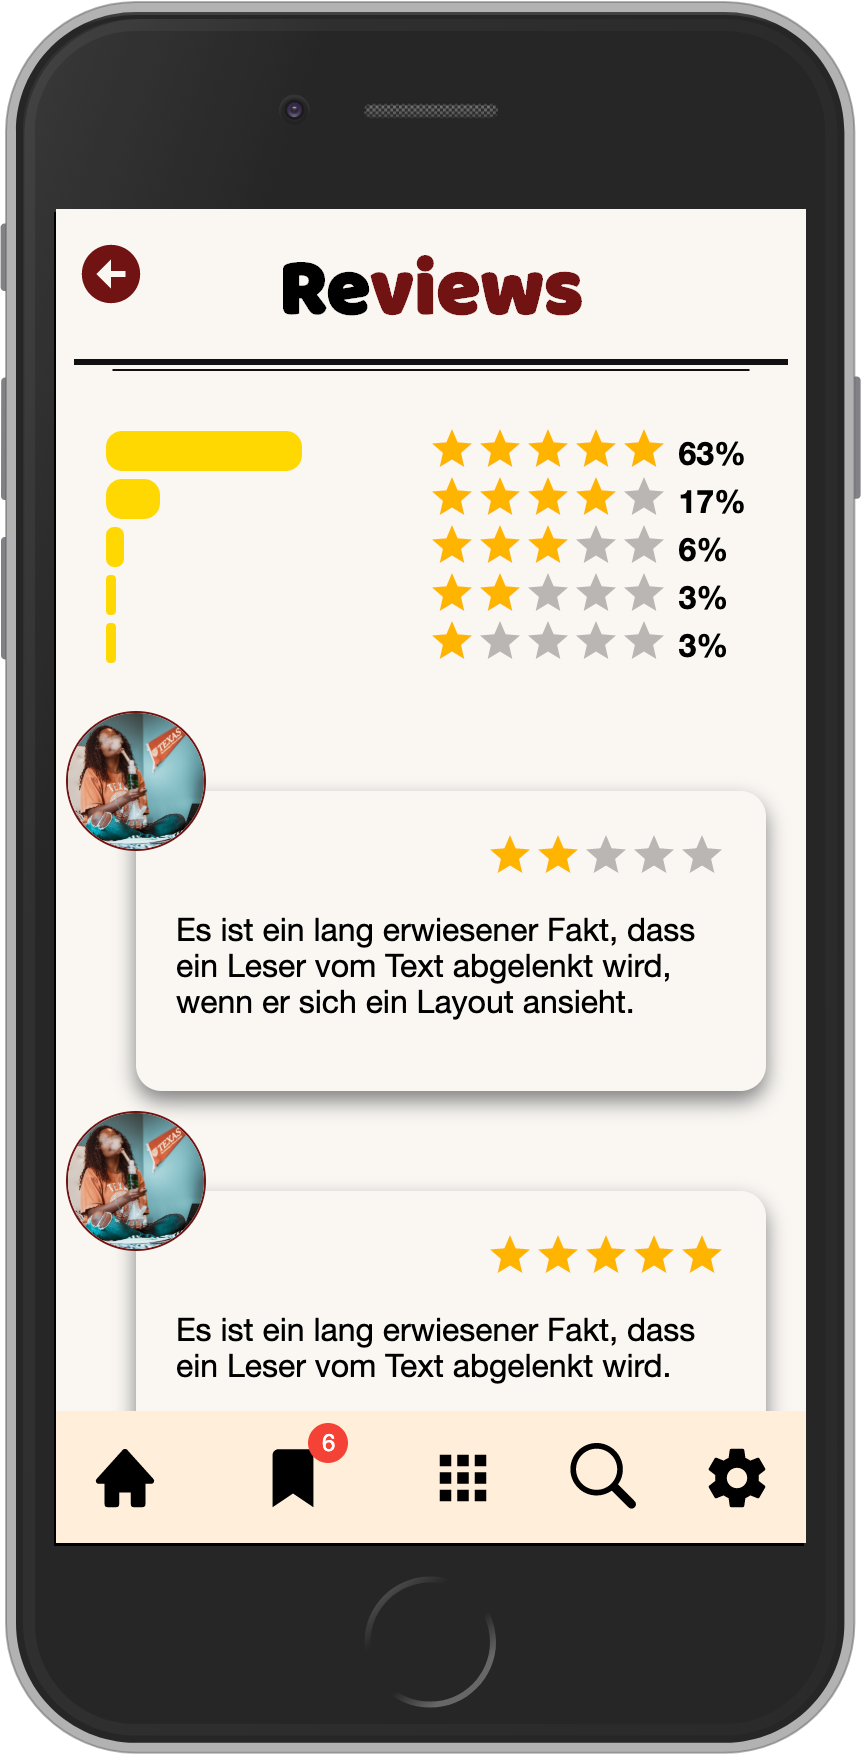 Reviews
63%
17%
6%
3%
3%
TEXAS
Es ist ein lang erwiesener Fakt, dass
ein Leser vom Text abgelenkt wird,
wenn er sich ein Layout ansieht.
TEXAS
Es ist ein lang erwiesener Fakt, dass
ein Leser vom Text abgelenkt wird.
6